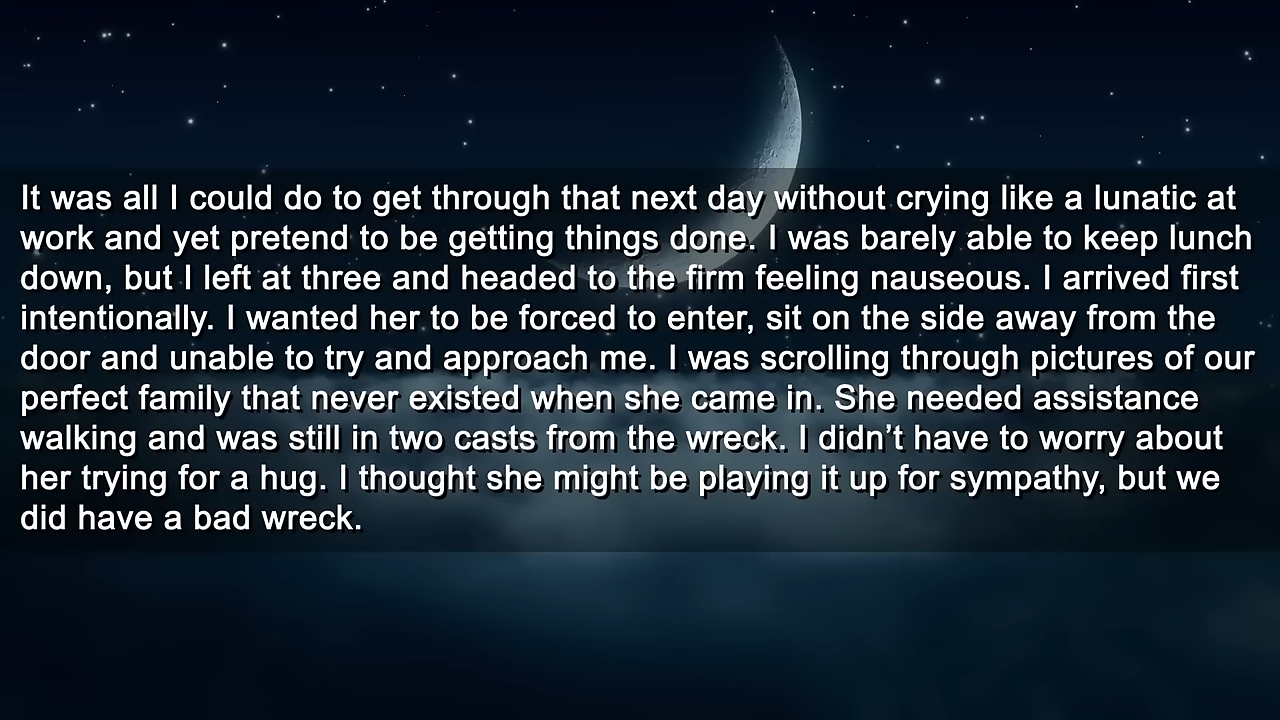 It was all I could do to get through that next day without crying like a lunatic at
work and yet pretend to be getting things done. I was barely able to keep lunch
down, but I left at three and headed to the firm feeling nauseous. I arrived first
intentionally. I wanted her to be forced to enter, sit on the side away from the
door and unable to try and approach me. I was scrolling through pictures of our
perfect family that never existed when she came in. She needed assistance
walking and was still in two casts from the wreck. I didn’t have to worry about
her trying for a hug. I thought she might be playing it up for sympathy, but we
did have a bad wreck.